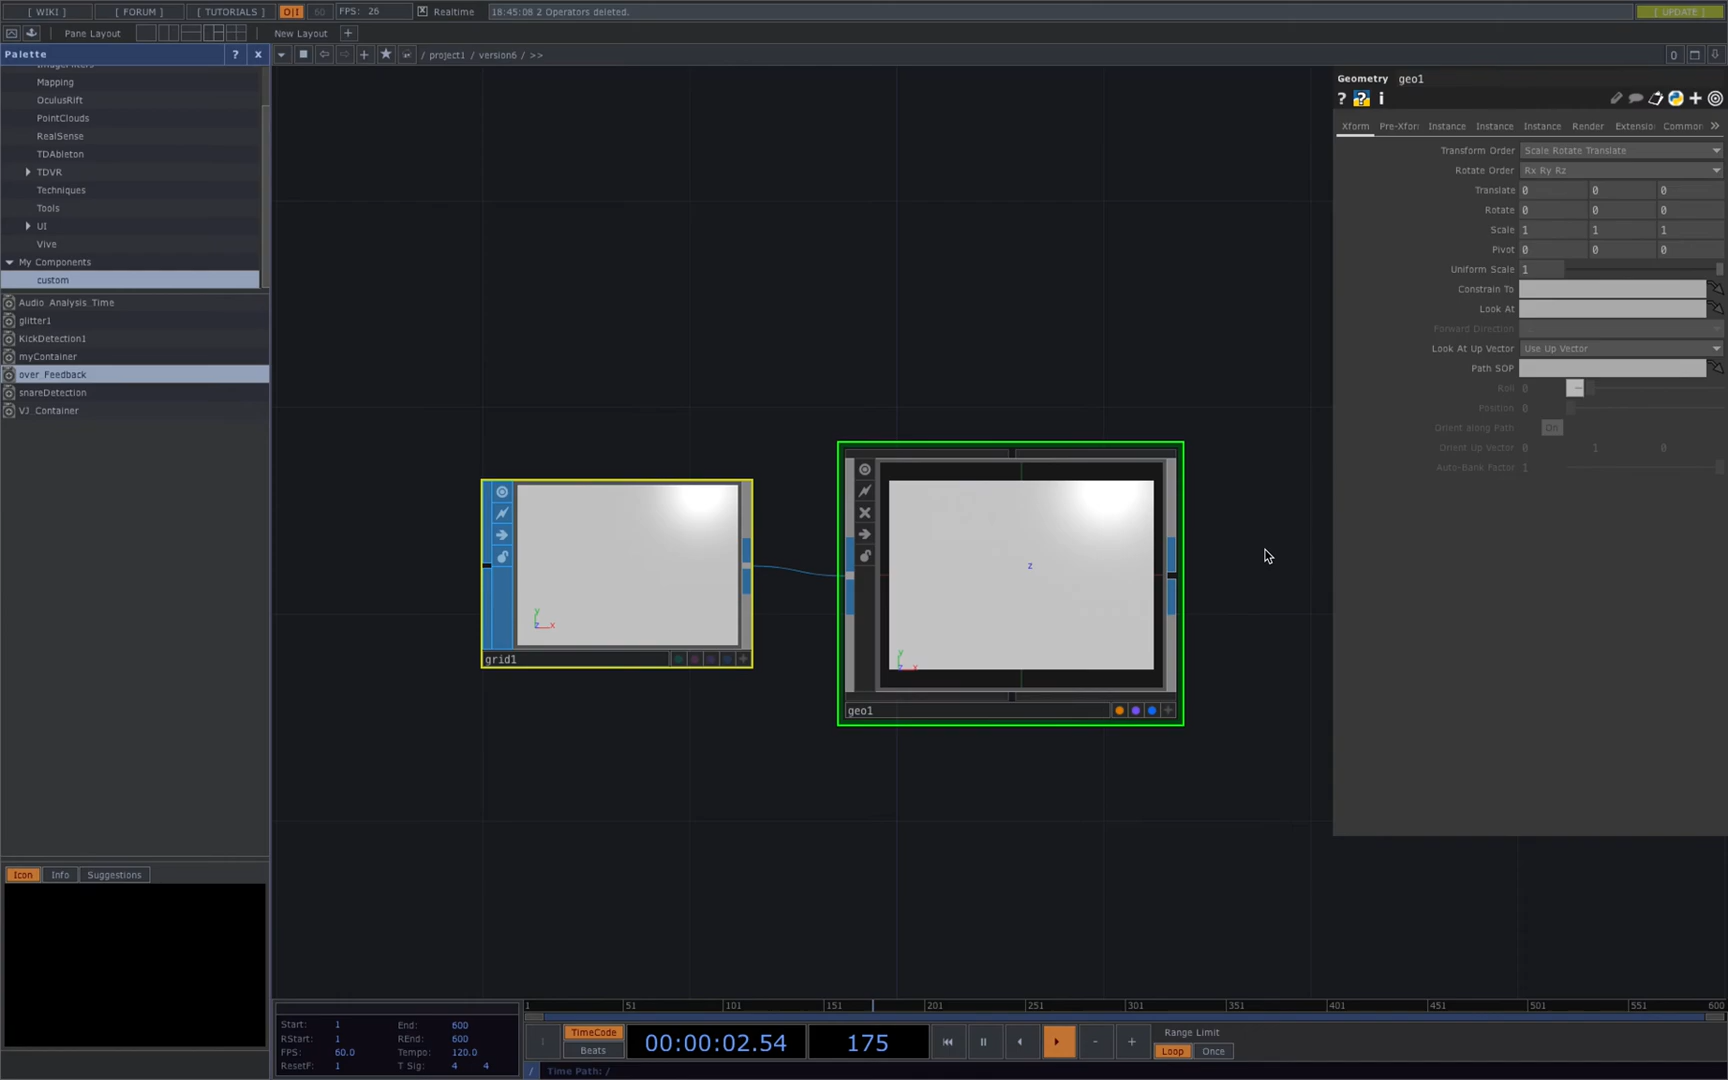 [ WIKI ] [ FORUM ] [ TUTORIALS ] O|I 60 FPS: 26 Realtime 18:45:08 2 Operators deleted. [ UPDATE ]
Pane Layout New Layout +
Palette ? x
/ project1 / version6 / >> 0
Mapping
OculusRift
PointClouds
RealSense
TDAbleton
TDVR
Techniques
Tools
UI
Vive
My Components
custom
Audio_Analysis_Time
glitter1
KickDetection1
myContainer
over_Feedback
snareDetection
VJ_Container
Icon Info Suggestions
y
z x
grid1
z
y
z x
geo1
Geometry geo1
? ? i
Xform Pre-Xfor Instance Instance Instance Render Extensio Common >>
Transform Order Scale Rotate Translate
Rotate Order Rx Ry Rz
Translate 0 0 0
Rotate 0 0 0
Scale 1 1 1
Pivot 0 0 0
Uniform Scale 1
Constrain To
Look At
Forward Direction
Look At Up Vector Use Up Vector
Path SOP
Roll 0
Position 0
Orient along Path On
Orient Up Vector 0 1 0
Auto-Bank Factor 1
1 51 101 151 201 251 301 351 401 451 501 551 600
Start: 1 End: 600
RStart: 1 REnd: 600
FPS: 60.0 Tempo: 120.0
ResetF: 1 T Sig: 4 4
TimeCode
Beats
00:00:02.54 175
- +
Range Limit
Loop Once
/ Time Path: /